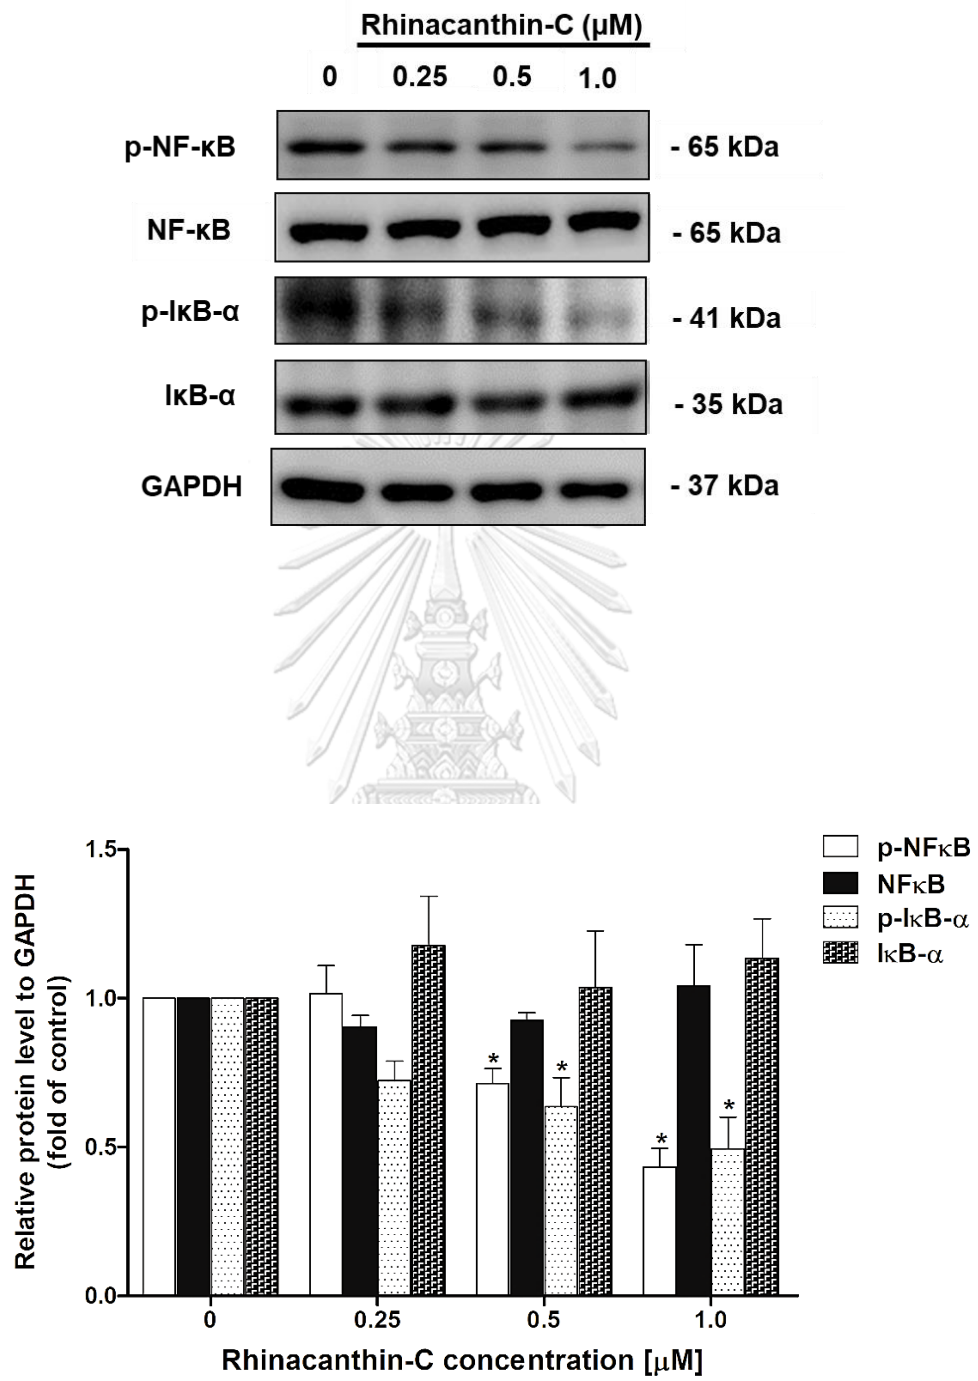 Rhinacanthin-C (µM)
0 0.25 0.5 1.0
p-NF-κB - 65 kDa
NF-κB - 65 kDa
p-IκB-α - 41 kDa
IκB-α - 35 kDa
GAPDH - 37 kDa
Relative protein level to GAPDH
(fold of control)
1.5
1.0
0.5
0.0
* * * *
0 0.25 0.5 1.0
Rhinacanthin-C concentration [µM]
p-NFκB
NFκB
p-IκB-α
IκB-α